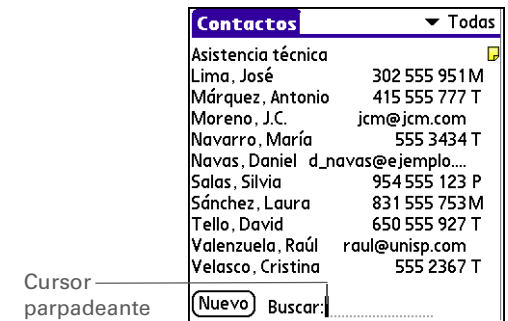 Contactos ▼ Todas
Asistencia técnica
Lima, José 302 555 951 M
Márquez, Antonio 415 555 777 T
Moreno, J.C. jcm@jcm.com
Navarro, María 555 3434 T
Navas, Daniel d_navas@ejemplo....
Salas, Silvia 954 555 123 P
Sánchez, Laura 831 555 753 M
Tello, David 650 555 927 T
Valenzuela, Raúl raul@unisp.com
Velasco, Cristina 555 2367 T
Cursor
parpadeante
Nuevo Buscar: